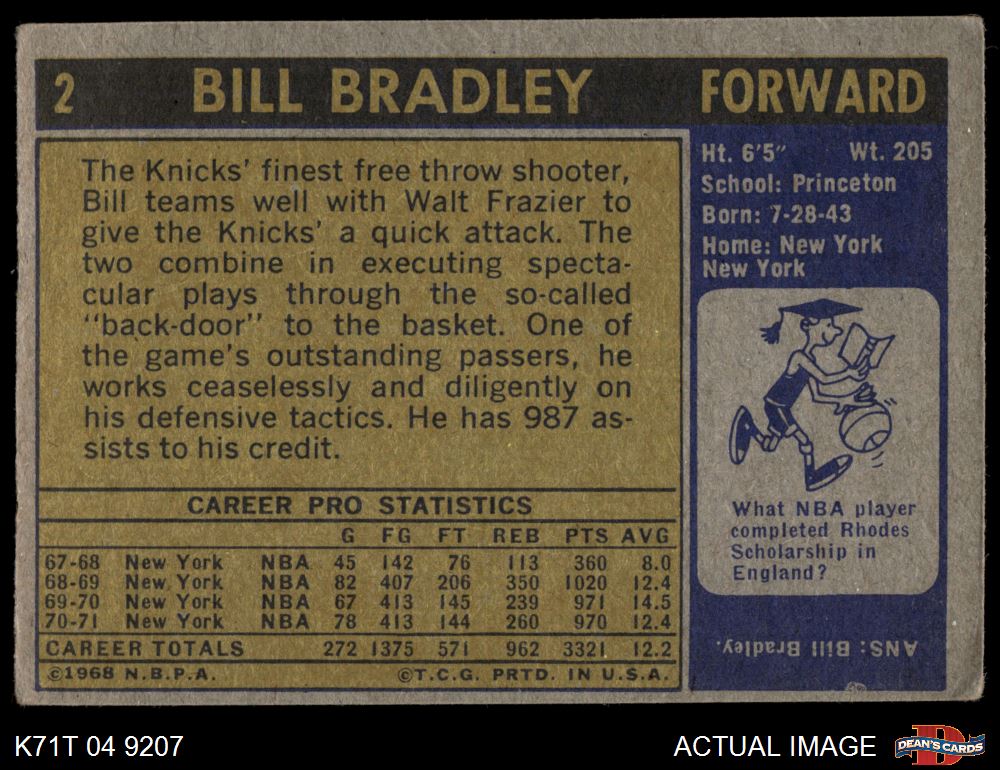 2 BILL BRADLEY FORWARD
The Knicks' finest free throw shooter,
Bill teams well with Walt Frazier to
give the Knicks' a quick attack. The
two combine in executing specta-
cular plays through the so-called
"back-door" to the basket. One of
the game's outstanding passers, he
works ceaselessly and diligently on
his defensive tactics. He has 987 as-
sists to his credit.
CAREER PRO STATISTICS
G FG FT REB PTS AVG
67-68 New York NBA 45 142 76 113 360 8.0
68-69 New York NBA 82 407 206 350 1020 12.4
69-70 New York NBA 67 413 145 239 971 14.5
70-71 New York NBA 78 413 144 260 970 12.4
CAREER TOTALS 272 1375 571 962 3321 12.2
©1968 N.B.P.A. ©T.C.G. PRTD. IN U.S.A.
Ht. 6'5" Wt. 205
School: Princeton
Born: 7-28-43
Home: New York
New York
What NBA player
completed Rhodes
Scholarship in
England?
ANS: Bill Bradley.
K71T 04 9207
ACTUAL IMAGE
D
DEAN'S CARDS